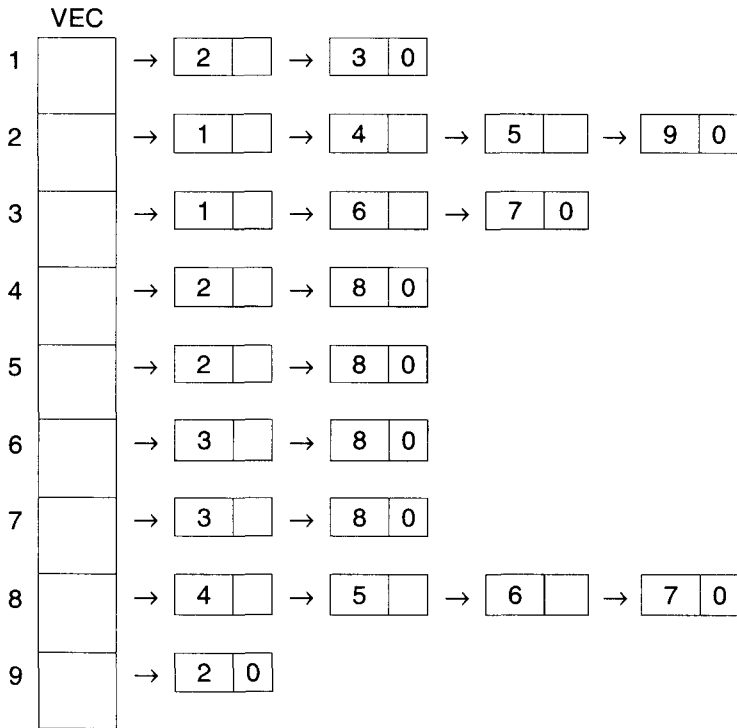 VEC
1 → 2 → 3 0
2 → 1 → 4 → 5 → 9 0
3 → 1 → 6 → 7 0
4 → 2 → 8 0
5 → 2 → 8 0
6 → 3 → 8 0
7 → 3 → 8 0
8 → 4 → 5 → 6 → 7 0
9 → 2 0